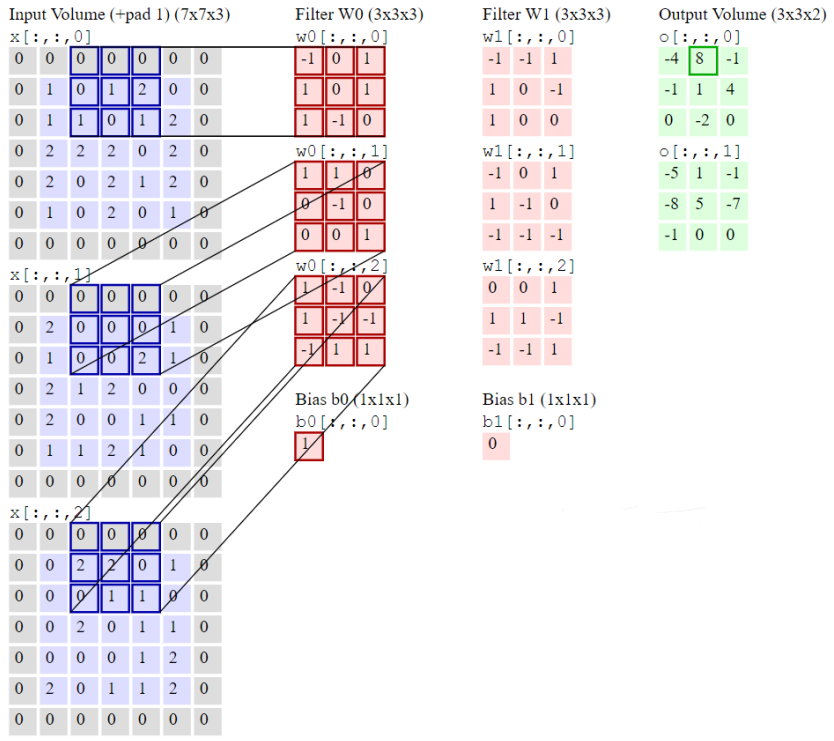 Input Volume (+pad 1) (7x7x3)
x[:,:,0]
0 0 0 0 0 0 0
0 1 0 1 2 0 0
0 1 1 0 1 2 0
0 2 2 2 0 2 0
0 2 0 2 1 2 0
0 1 0 2 0 1 0
0 0 0 0 0 0 0
x[:,:,1]
0 0 0 0 0 0 0
0 2 0 0 0 1 0
0 1 0 0 2 1 0
0 2 1 2 0 0 0
0 2 0 0 1 1 0
0 1 1 2 1 0 0
0 0 0 0 0 0 0
x[:,:,2]
0 0 0 0 0 0 0
0 0 2 2 0 1 0
0 0 0 1 1 0 0
0 0 2 0 1 1 0
0 0 0 0 1 2 0
0 2 0 1 1 2 0
0 0 0 0 0 0 0
Filter W0 (3x3x3)
w0[:,:,0]
-1 0 1
1 0 1
1 -1 0
w0[:,:,1]
1 1 0
0 -1 0
0 0 1
w0[:,:,2]
1 -1 0
1 -1 -1
-1 1 1
Bias b0 (1x1x1)
b0[:,:,0]
1
Filter W1 (3x3x3)
w1[:,:,0]
-1 -1 1
1 0 -1
1 0 0
w1[:,:,1]
-1 0 1
1 -1 0
-1 -1 -1
w1[:,:,2]
0 0 1
1 1 -1
-1 -1 1
Bias b1 (1x1x1)
b1[:,:,0]
0
Output Volume (3x3x2)
o[:,:,0]
-4 8 -1
-1 1 4
0 -2 0
o[:,:,1]
-5 1 -1
-8 5 -7
-1 0 0